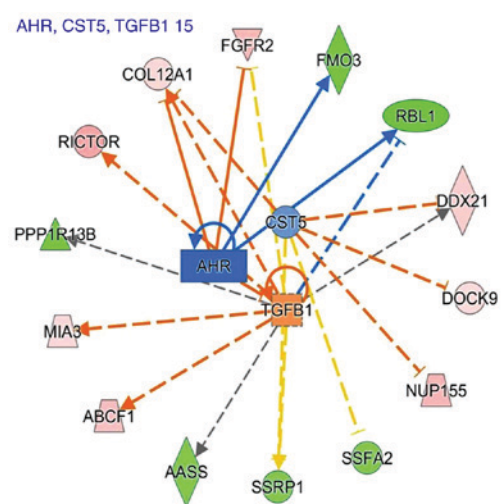 AHR, CST5, TGFB1 15
FGFR2
FMO3
COL12A1
RBL1
RICTOR
DDX21
CST5
PPP1R13B
AHR
DOCK9
TGFB1
MIA3
NUP155
ABCF1
SSFA2
AASS
SSRP1